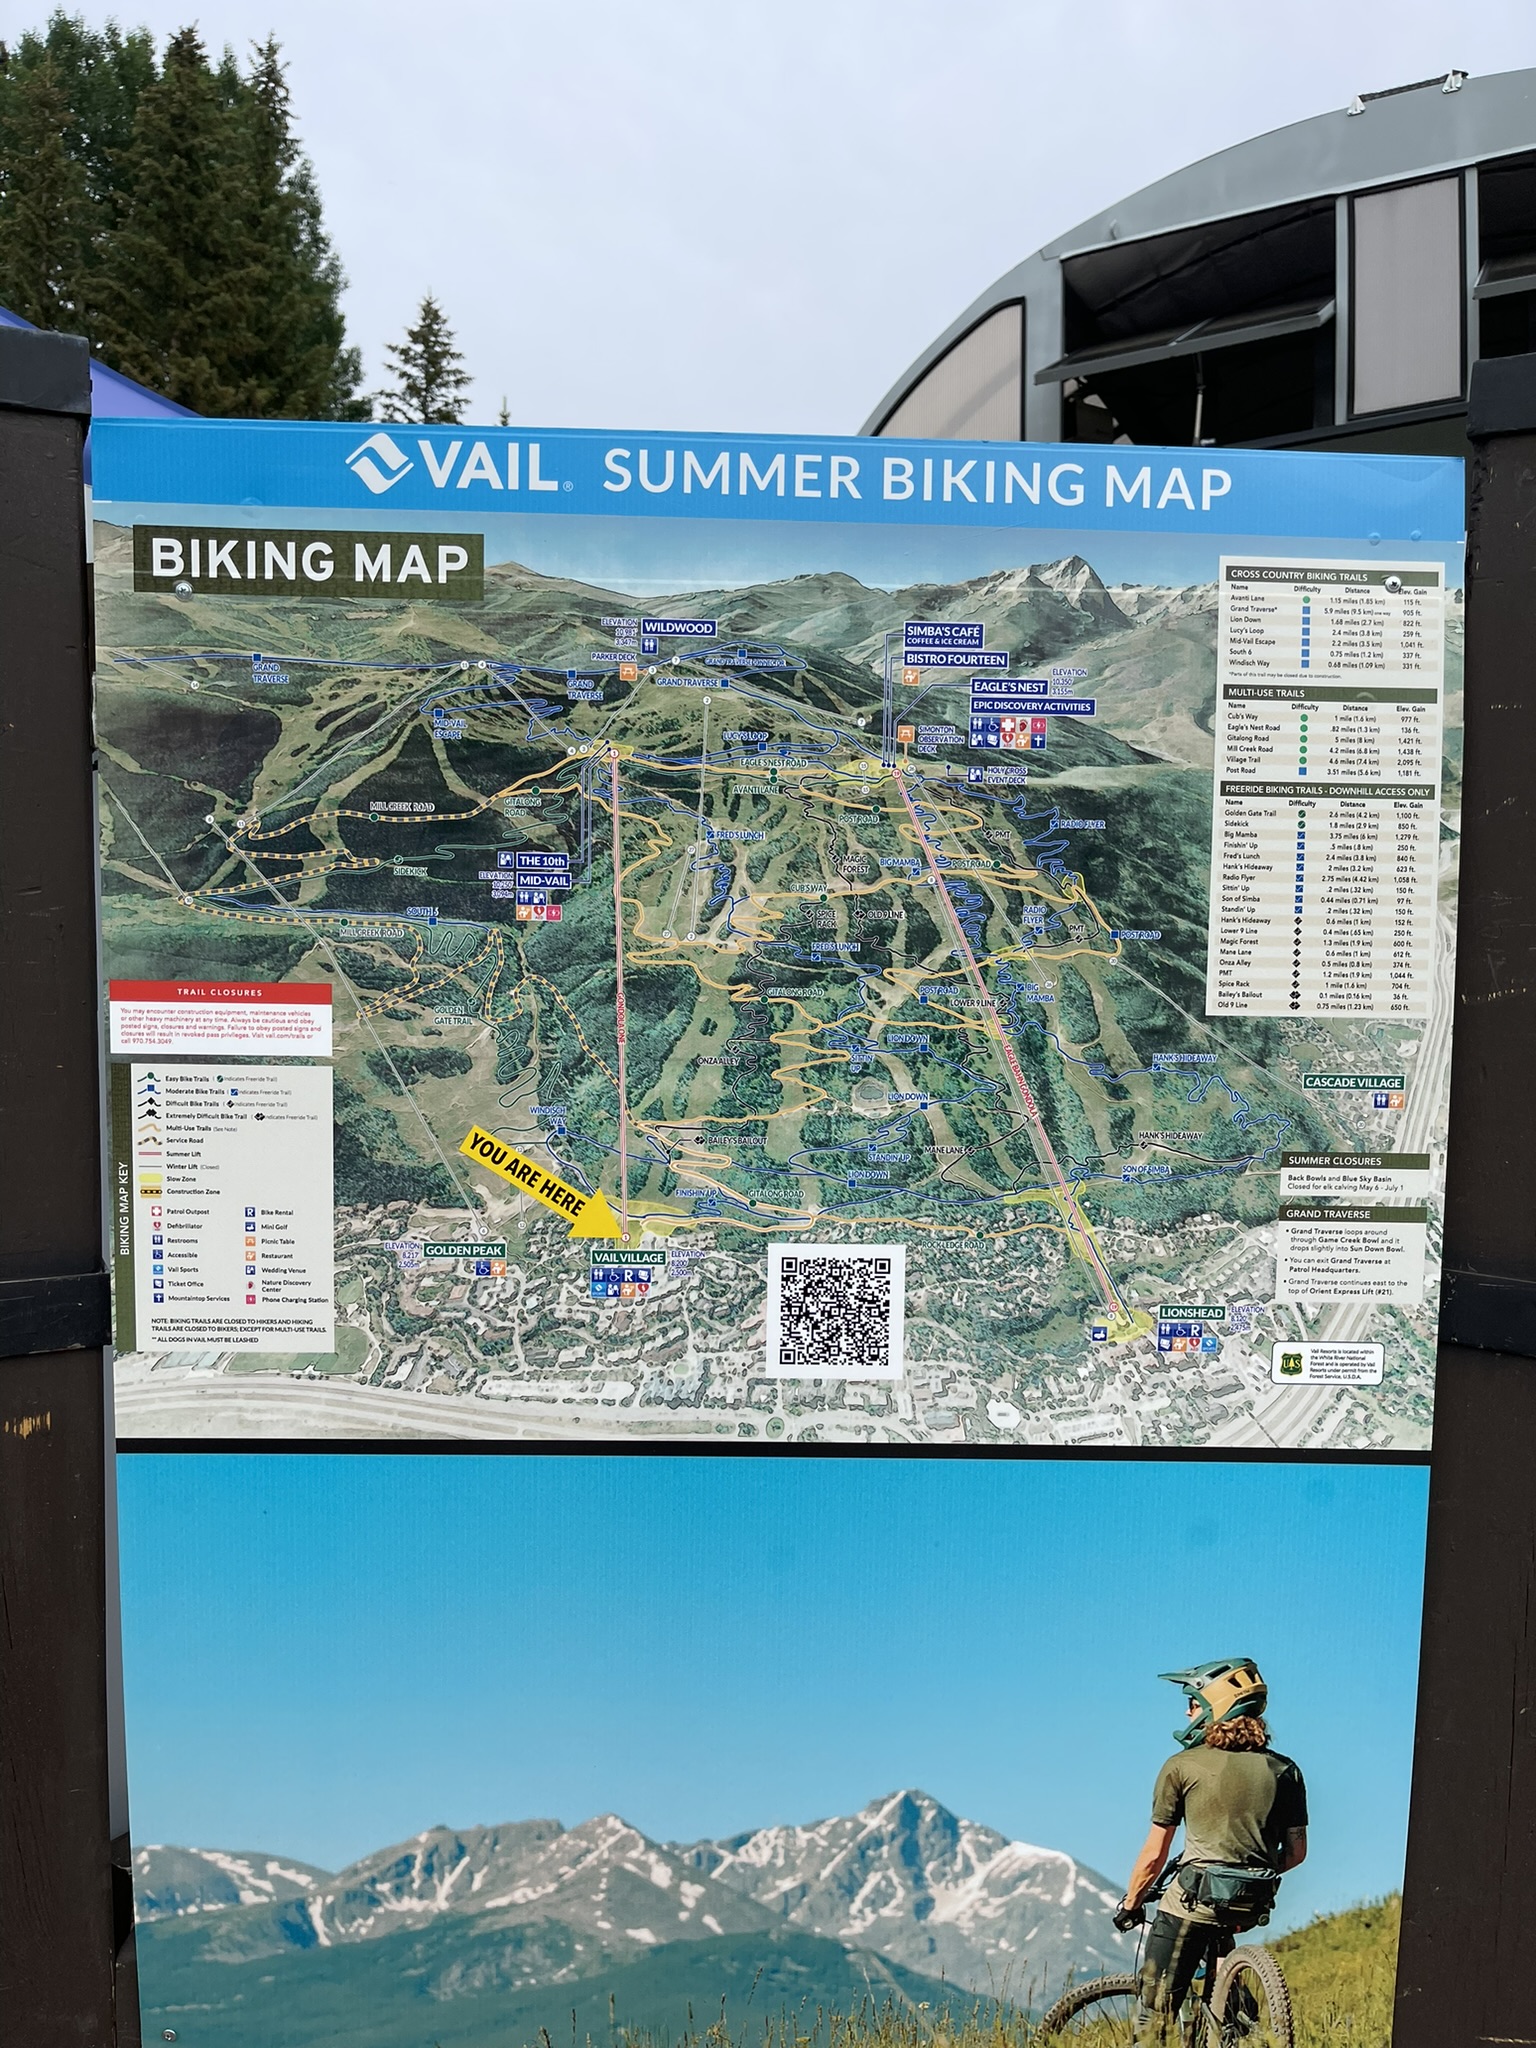 VAIL® SUMMER BIKING MAP
BIKING MAP
ELEVATION
WILDWOOD
PARKER DECK
GRAND TRAVERSE
GRAND TRAVERSE
GRAND TRAVERSE
MID-VAIL ESCAPE
SIMBA'S CAFÉ
COFFEE & ICE CREAM
BISTRO FOURTEEN
EAGLE'S NEST
EPIC DISCOVERY ACTIVITIES
ELEVATION
10,350'
3,155m
SIMONTON OBSERVATION DECK
HOLY CROSS EVENT DECK
LUCY'S LOOP
EAGLE'S NEST ROAD
AVANTI LANE
MILL CREEK ROAD
GITALONG ROAD
POST ROAD
RADIO FLYER
FRED'S LUNCH
PMT
SIDEKICK
THE 10th
MID-VAIL
ELEVATION
MAGIC FOREST
BIG MAMBA
POST ROAD
CUB'S WAY
SPICE RACK
OLD 9 LINE
RADIO FLYER
PMT
POST ROAD
SOUTH 6
MILL CREEK ROAD
FRED'S LUNCH
GOLDEN GATE TRAIL
GITALONG ROAD
POST ROAD
LOWER 9 LINE
BIG MAMBA
GONDOLA ONE
EAGLE BAHN GONDOLA
ONZA ALLEY
SITTIN' UP
LION DOWN
HANK'S HIDEAWAY
LION DOWN
CASCADE VILLAGE
WINDISCH WAY
BAILEY'S BAILOUT
STANDIN' UP
MANE LANE
HANK'S HIDEAWAY
LION DOWN
SON OF SIMBA
YOU ARE HERE
FINISHIN' UP
GITALONG ROAD
ROCKLEDGE ROAD
ELEVATION
8,217'
2,505m
GOLDEN PEAK
VAIL VILLAGE
ELEVATION
8,200'
2,500m
LIONSHEAD
ELEVATION
8,120'
2,475m
CROSS COUNTRY BIKING TRAILS
Name Difficulty Distance Elev. Gain
Avanti Lane 1.15 miles (1.85 km) 115 ft.
Grand Traverse* 5.9 miles (9.5 km) one way 905 ft.
Lion Down 1.68 miles (2.7 km) 822 ft.
Lucy's Loop 2.4 miles (3.8 km) 259 ft.
Mid-Vail Escape 2.2 miles (3.5 km) 1,041 ft.
South 6 0.75 miles (1.2 km) 337 ft.
Windisch Way 0.68 miles (1.09 km) 331 ft.
*Parts of this trail may be closed due to construction.
MULTI-USE TRAILS
Name Difficulty Distance Elev. Gain
Cub's Way 1 mile (1.6 km) 977 ft.
Eagle's Nest Road .82 miles (1.3 km) 136 ft.
Gitalong Road 5 miles (8 km) 1,421 ft.
Mill Creek Road 4.2 miles (6.8 km) 1,438 ft.
Village Trail 4.6 miles (7.4 km) 2,095 ft.
Post Road 3.51 miles (5.6 km) 1,181 ft.
FREERIDE BIKING TRAILS - DOWNHILL ACCESS ONLY
Name Difficulty Distance Elev. Gain
Golden Gate Trail 2.6 miles (4.2 km) 1,100 ft.
Sidekick 1.8 miles (2.9 km) 850 ft.
Big Mamba 3.75 miles (6 km) 1,279 ft.
Finishin' Up .5 miles (.8 km) 250 ft.
Fred's Lunch 2.4 miles (3.8 km) 840 ft.
Hank's Hideaway 2 miles (3.2 km) 623 ft.
Radio Flyer 2.75 miles (4.42 km) 1,058 ft.
Sittin' Up .2 miles (.32 km) 150 ft.
Son of Simba 0.44 miles (0.71 km) 97 ft.
Standin' Up .2 miles (.32 km) 150 ft.
Hank's Hideaway 0.6 miles (1 km) 152 ft.
Lower 9 Line 0.4 miles (.65 km) 250 ft.
Magic Forest 1.3 miles (1.9 km) 600 ft.
Mane Lane 0.6 miles (1 km) 612 ft.
Onza Alley 0.5 miles (0.8 km) 374 ft.
PMT 1.2 miles (1.9 km) 1,044 ft.
Spice Rack 1 mile (1.6 km) 704 ft.
Bailey's Bailout 0.1 miles (0.16 km) 36 ft.
Old 9 Line 0.75 miles (1.23 km) 650 ft.
TRAIL CLOSURES
You may encounter construction equipment, maintenance vehicles
or other heavy machinery at any time. Always be cautious and obey
posted signs, closures and warnings. Failure to obey posted signs and
closures will result in revoked pass privileges. Visit vail.com/trails or
call 970.754.3049.
BIKING MAP KEY
Easy Bike Trails (Indicates Freeride Trail)
Moderate Bike Trails (Indicates Freeride Trail)
Difficult Bike Trails (Indicates Freeride Trail)
Extremely Difficult Bike Trail (Indicates Freeride Trail)
Multi-Use Trails (See Note)
Service Road
Summer Lift
Winter Lift (Closed)
Slow Zone
Construction Zone
Patrol Outpost Bike Rental
Defibrillator Mini Golf
Restrooms Picnic Table
Accessible Restaurant
Vail Sports Wedding Venue
Ticket Office Nature Discovery Center
Mountaintop Services Phone Charging Station
NOTE: BIKING TRAILS ARE CLOSED TO HIKERS AND HIKING
TRAILS ARE CLOSED TO BIKERS; EXCEPT FOR MULTI-USE TRAILS.
** ALL DOGS IN VAIL MUST BE LEASHED
SUMMER CLOSURES
Back Bowls and Blue Sky Basin
Closed for elk calving May 6 - July 1
GRAND TRAVERSE
• Grand Traverse loops around
through Game Creek Bowl and it
drops slightly into Sun Down Bowl.
• You can exit Grand Traverse at
Patrol Headquarters.
• Grand Traverse continues east to the
top of Orient Express Lift (#21).
Vail Resorts is located within
the White River National
Forest and is operated by Vail
Resorts under permit from the
Forest Service, U.S.D.A.